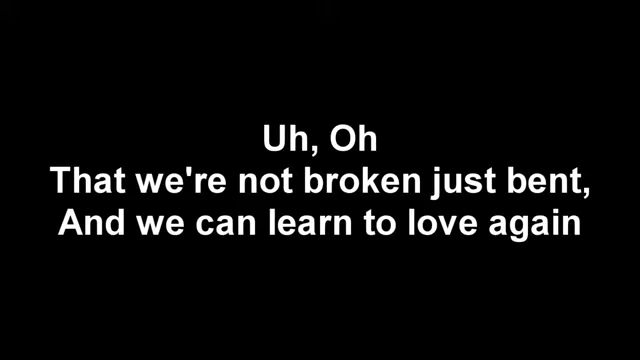 Uh, Oh
That we're not broken just bent,
And we can learn to love again